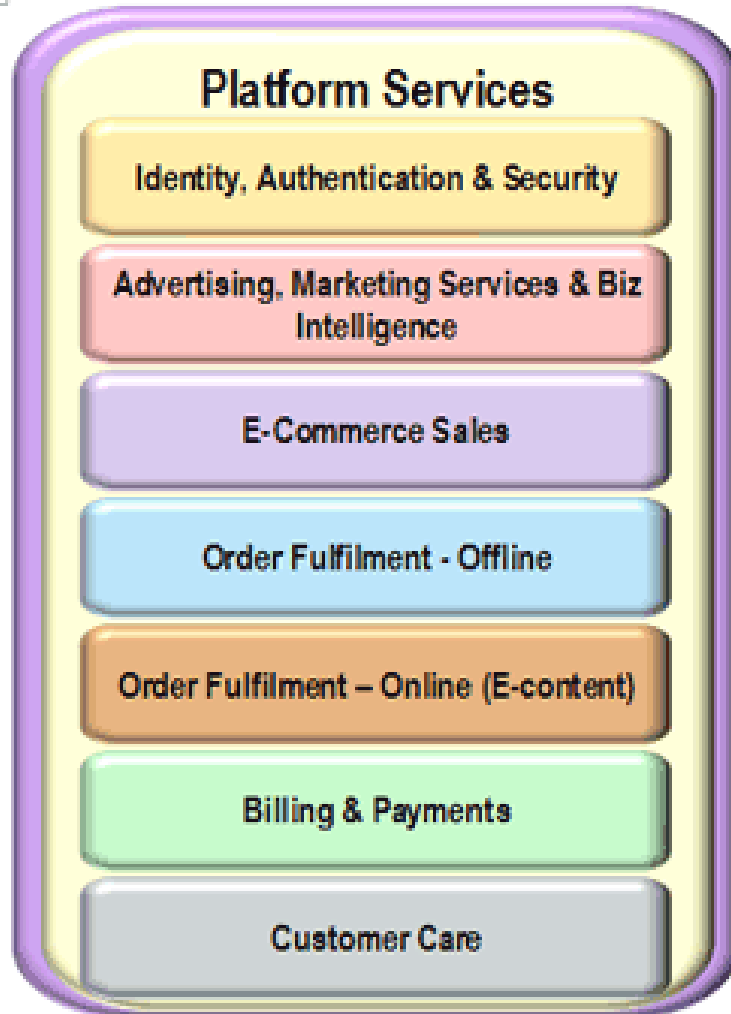 Platform Services
Identity, Authentication & Security
Advertising, Marketing Services & Biz
Intelligence
E-Commerce Sales
Order Fulfilment - Offline
Order Fulfilment – Online (E-content)
Billing & Payments
Customer Care